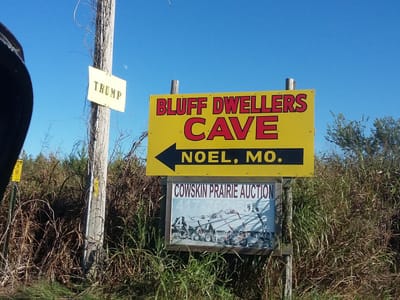 TRUMP
BLUFF DWELLERS
CAVE
NOEL, MO.
COWSKIN PRAIRIE AUCTION